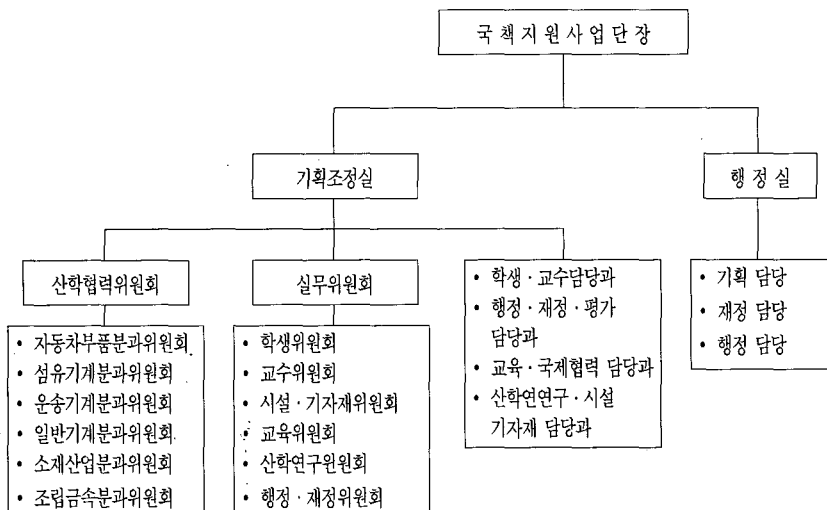 국 책 지 원 사 업 단 장
기획조정실
행 정 실
산학협력위원회
• 자동차부품분과위원회
• 섬유기계분과위원회
• 운송기계분과위원회
• 일반기계분과위원회
• 소재산업분과위원회
• 조립금속분과위원회
실무위원회
• 학생위원회
• 교수위원회
• 시설 · 기자재위원회
• 교육위원회
• 산학연구윈원회
• 행정 · 재정위원회
• 학생 · 교수담당과
• 행정 · 재정 · 평가
담당과
• 교육 · 국제협력 담당과
• 산학연연구 · 시설
기자재 담당과
• 기획 담당
• 재정 담당
• 행정 담당